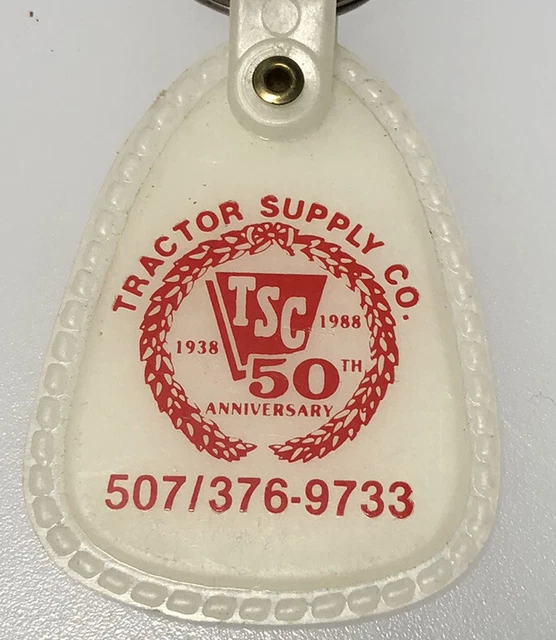 TRACTOR SUPPLY CO.
TSC
1938 1988
50TH
ANNIVERSARY
507/376-9733